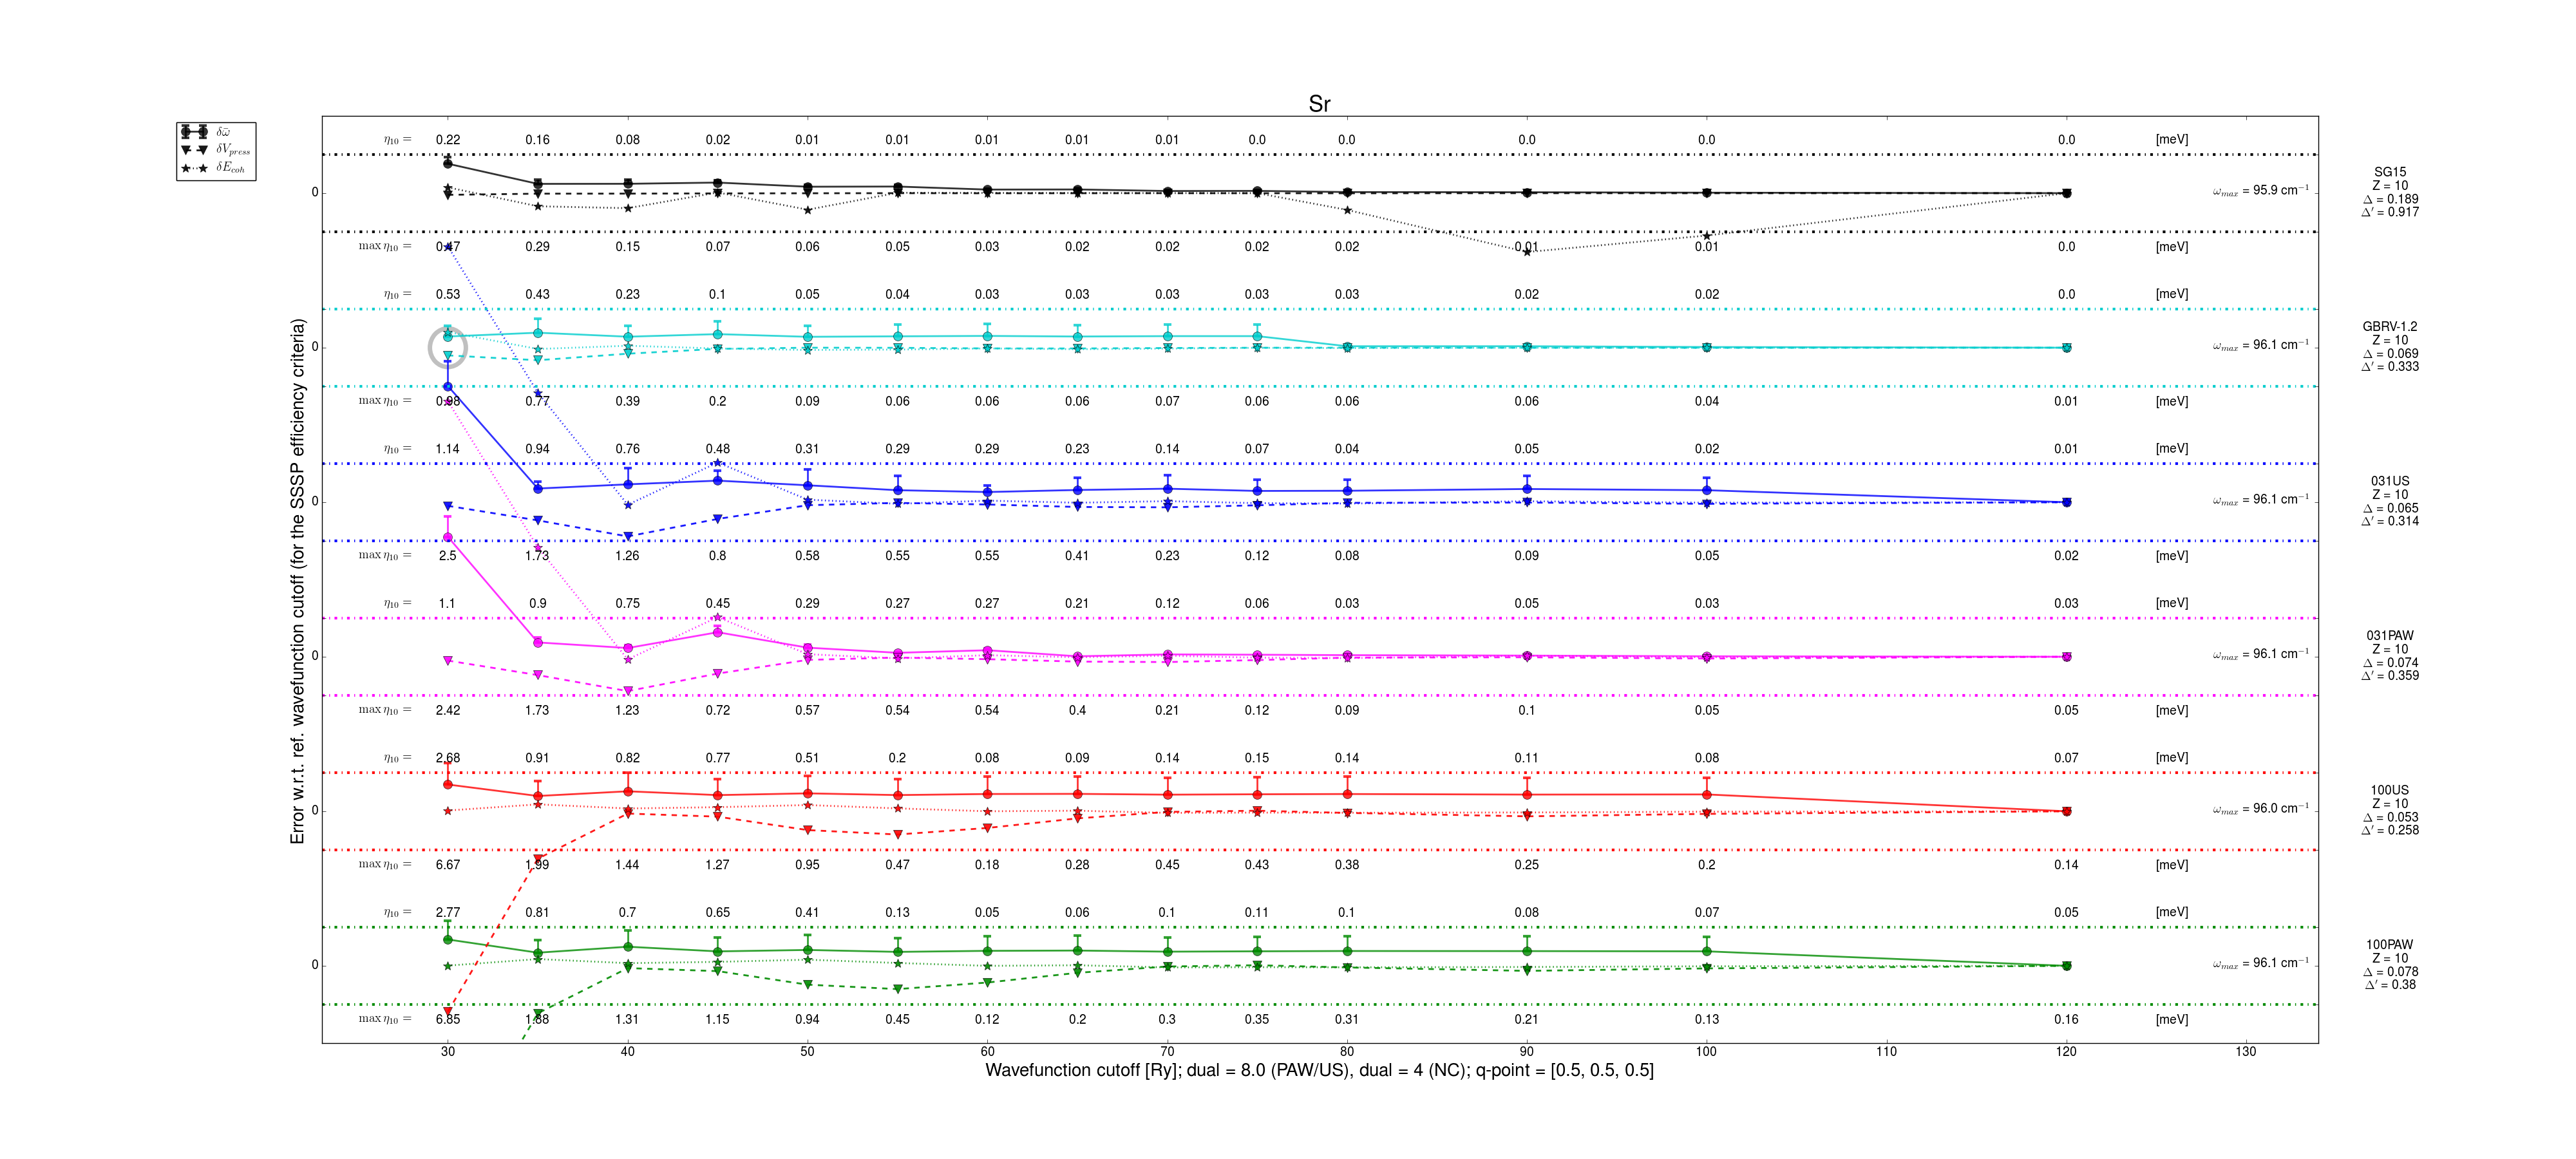 Sr
δω̄
δV_press
δE_coh
Error w.r.t. ref. wavefunction cutoff (for the SSSP efficiency criteria)
η₁₀ = 0.22 0.16 0.08 0.02 0.01 0.01 0.01 0.01 0.01 0.0 0.0 0.0 0.0 0.0 [meV]
0 ω_max = 95.9 cm⁻¹
SG15
Z = 10
Δ = 0.189
Δ′ = 0.917
max η₁₀ = 0.47 0.29 0.15 0.07 0.06 0.05 0.03 0.02 0.02 0.02 0.02 0.01 0.01 0.0 [meV]
η₁₀ = 0.53 0.43 0.23 0.1 0.05 0.04 0.03 0.03 0.03 0.03 0.03 0.02 0.02 0.0 [meV]
0 ω_max = 96.1 cm⁻¹
GBRV-1.2
Z = 10
Δ = 0.069
Δ′ = 0.333
max η₁₀ = 0.98 0.77 0.39 0.2 0.09 0.06 0.06 0.06 0.07 0.06 0.06 0.06 0.04 0.01 [meV]
η₁₀ = 1.14 0.94 0.76 0.48 0.31 0.29 0.29 0.23 0.14 0.07 0.04 0.05 0.02 0.01 [meV]
0 ω_max = 96.1 cm⁻¹
031US
Z = 10
Δ = 0.065
Δ′ = 0.314
max η₁₀ = 2.5 1.73 1.26 0.8 0.58 0.55 0.55 0.41 0.23 0.12 0.08 0.09 0.05 0.02 [meV]
η₁₀ = 1.1 0.9 0.75 0.45 0.29 0.27 0.27 0.21 0.12 0.06 0.03 0.05 0.03 0.03 [meV]
0 ω_max = 96.1 cm⁻¹
031PAW
Z = 10
Δ = 0.074
Δ′ = 0.359
max η₁₀ = 2.42 1.73 1.23 0.72 0.57 0.54 0.54 0.4 0.21 0.12 0.09 0.1 0.05 0.05 [meV]
η₁₀ = 2.68 0.91 0.82 0.77 0.51 0.2 0.08 0.09 0.14 0.15 0.14 0.11 0.08 0.07 [meV]
0 ω_max = 96.0 cm⁻¹
100US
Z = 10
Δ = 0.053
Δ′ = 0.258
max η₁₀ = 6.67 1.99 1.44 1.27 0.95 0.47 0.18 0.28 0.45 0.43 0.38 0.25 0.2 0.14 [meV]
η₁₀ = 2.77 0.81 0.7 0.65 0.41 0.13 0.05 0.06 0.1 0.11 0.1 0.08 0.07 0.05 [meV]
0 ω_max = 96.1 cm⁻¹
100PAW
Z = 10
Δ = 0.078
Δ′ = 0.38
max η₁₀ = 6.85 1.88 1.31 1.15 0.94 0.45 0.12 0.2 0.3 0.35 0.31 0.21 0.13 0.16 [meV]
30 40 50 60 70 80 90 100 110 120 130
Wavefunction cutoff [Ry]; dual = 8.0 (PAW/US), dual = 4 (NC); q-point = [0.5, 0.5, 0.5]